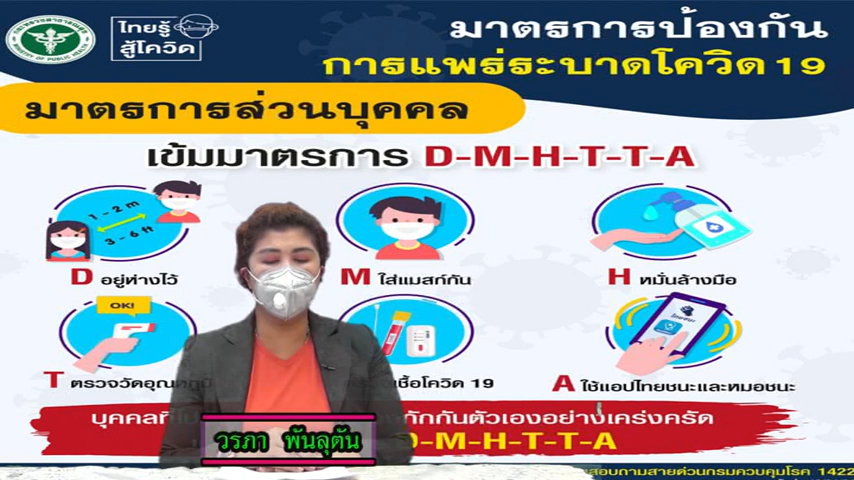 ไทยรู้
สู้โควิด
มาตรการป้องกัน
การแพร่ระบาดโควิด 19
มาตรการส่วนบุคคล
เข้มมาตรการ D-M-H-T-T-A
1 - 2 m
3 - 6 ft
D อยู่ห่างไว้
M ใส่แมสก์กัน
H หมั่นล้างมือ
OK!
T ตรวจวัดอุณหภูมิ
เชื้อโควิด 19
A ใช้แอปไทยชนะและหมอชนะ
กักกันตัวเองอย่างเคร่งครัด
D-M-H-T-T-A
วรภา พันลุตัน
สอบถามสายด่วนกรมควบคุมโรค 1422